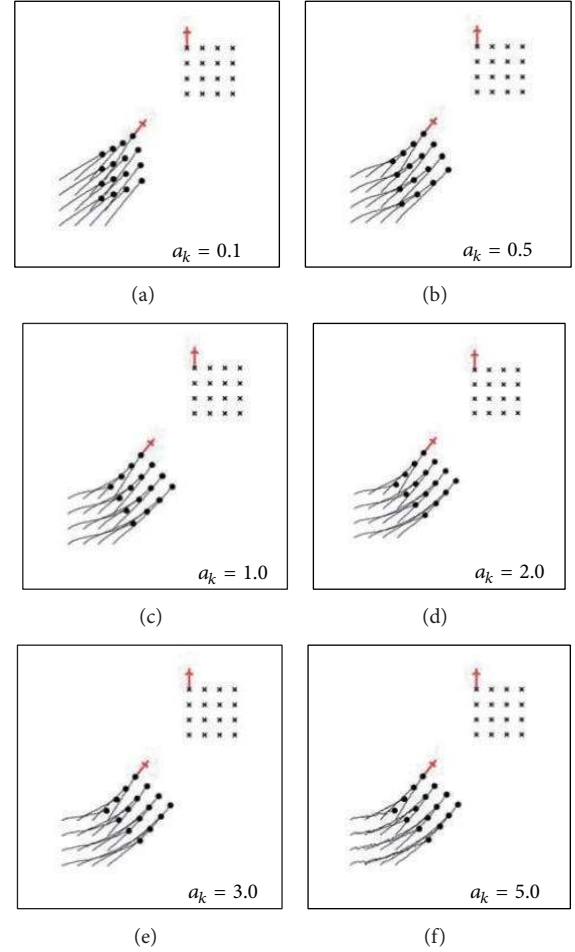 a_k = 0.1
a_k = 0.5
(a)
(b)
a_k = 1.0
a_k = 2.0
(c)
(d)
a_k = 3.0
a_k = 5.0
(e)
(f)